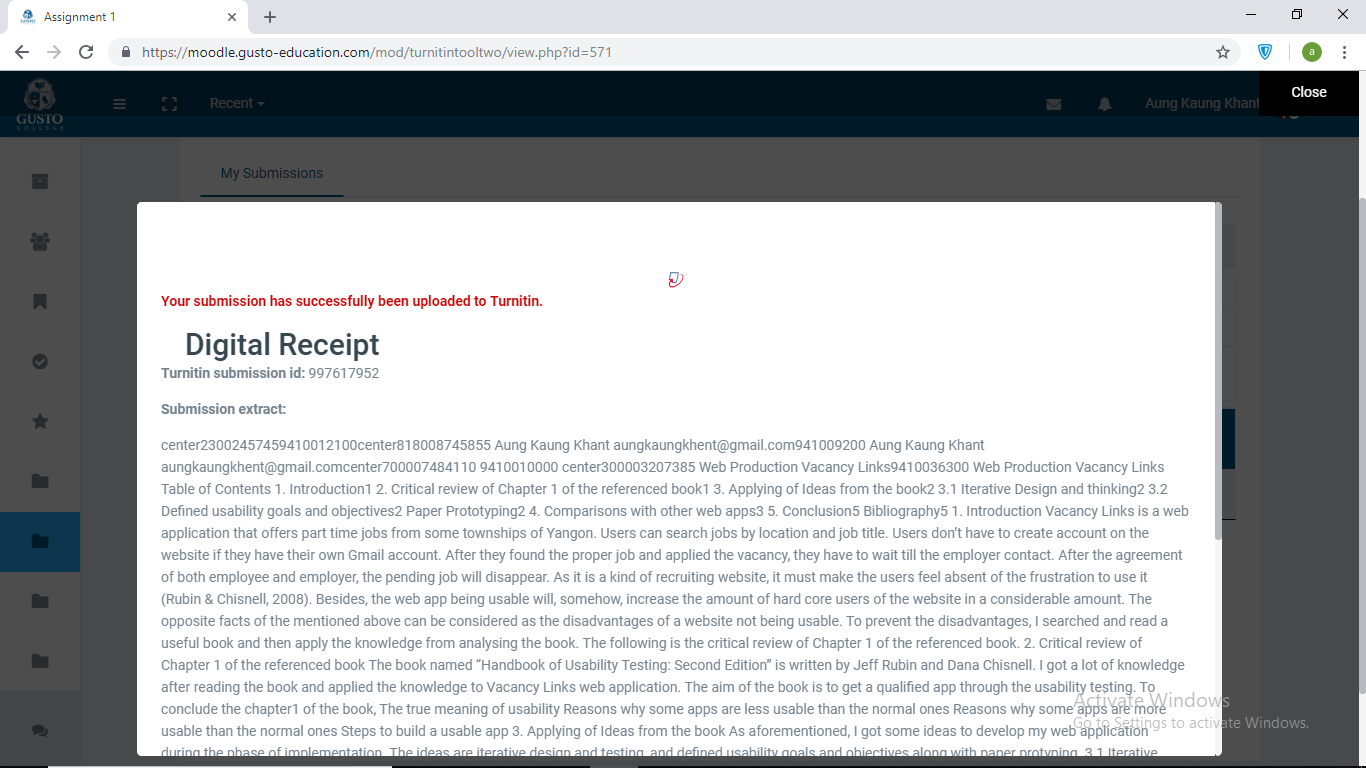 Assignment 1
https://moodle.gusto-education.com/mod/turnitintooltwo/view.php?id=571
a
GUSTO
COLLEGE
Recent
Aung Kaung Khant
Close
My Submissions
Your submission has successfully been uploaded to Turnitin.
Digital Receipt
Turnitin submission id: 997617952
Submission extract:
center23002457459410012100center818008745855 Aung Kaung Khant aungkaungkhent@gmail.com941009200 Aung Kaung Khant
aungkaungkhent@gmail.comcenter700007484110 9410010000 center300003207385 Web Production Vacancy Links9410036300 Web Production Vacancy Links
Table of Contents 1. Introduction1 2. Critical review of Chapter 1 of the referenced book1 3. Applying of Ideas from the book2 3.1 Iterative Design and thinking2 3.2
Defined usability goals and objectives2 Paper Prototyping2 4. Comparisons with other web apps3 5. Conclusion5 Bibliography5 1. Introduction Vacancy Links is a web
application that offers part time jobs from some townships of Yangon. Users can search jobs by location and job title. Users don’t have to create account on the
website if they have their own Gmail account. After they found the proper job and applied the vacancy, they have to wait till the employer contact. After the agreement
of both employee and employer, the pending job will disappear. As it is a kind of recruiting website, it must make the users feel absent of the frustration to use it
(Rubin & Chisnell, 2008). Besides, the web app being usable will, somehow, increase the amount of hard core users of the website in a considerable amount. The
opposite facts of the mentioned above can be considered as the disadvantages of a website not being usable. To prevent the disadvantages, I searched and read a
useful book and then apply the knowledge from analysing the book. The following is the critical review of Chapter 1 of the referenced book. 2. Critical review of
Chapter 1 of the referenced book The book named “Handbook of Usability Testing: Second Edition” is written by Jeff Rubin and Dana Chisnell. I got a lot of knowledge
after reading the book and applied the knowledge to Vacancy Links web application. The aim of the book is to get a qualified app through the usability testing. To
conclude the chapter1 of the book, The true meaning of usability Reasons why some apps are less usable than the normal ones Reasons why some apps are more
usable than the normal ones Steps to build a usable app 3. Applying of Ideas from the book As aforementioned, I got some ideas to develop my web application
during the phase of implementation. The ideas are iterative design and testing, and defined usability goals and objectives along with paper protyping. 3.1 Iterative
Activate Windows
Go to Settings to activate Windows.